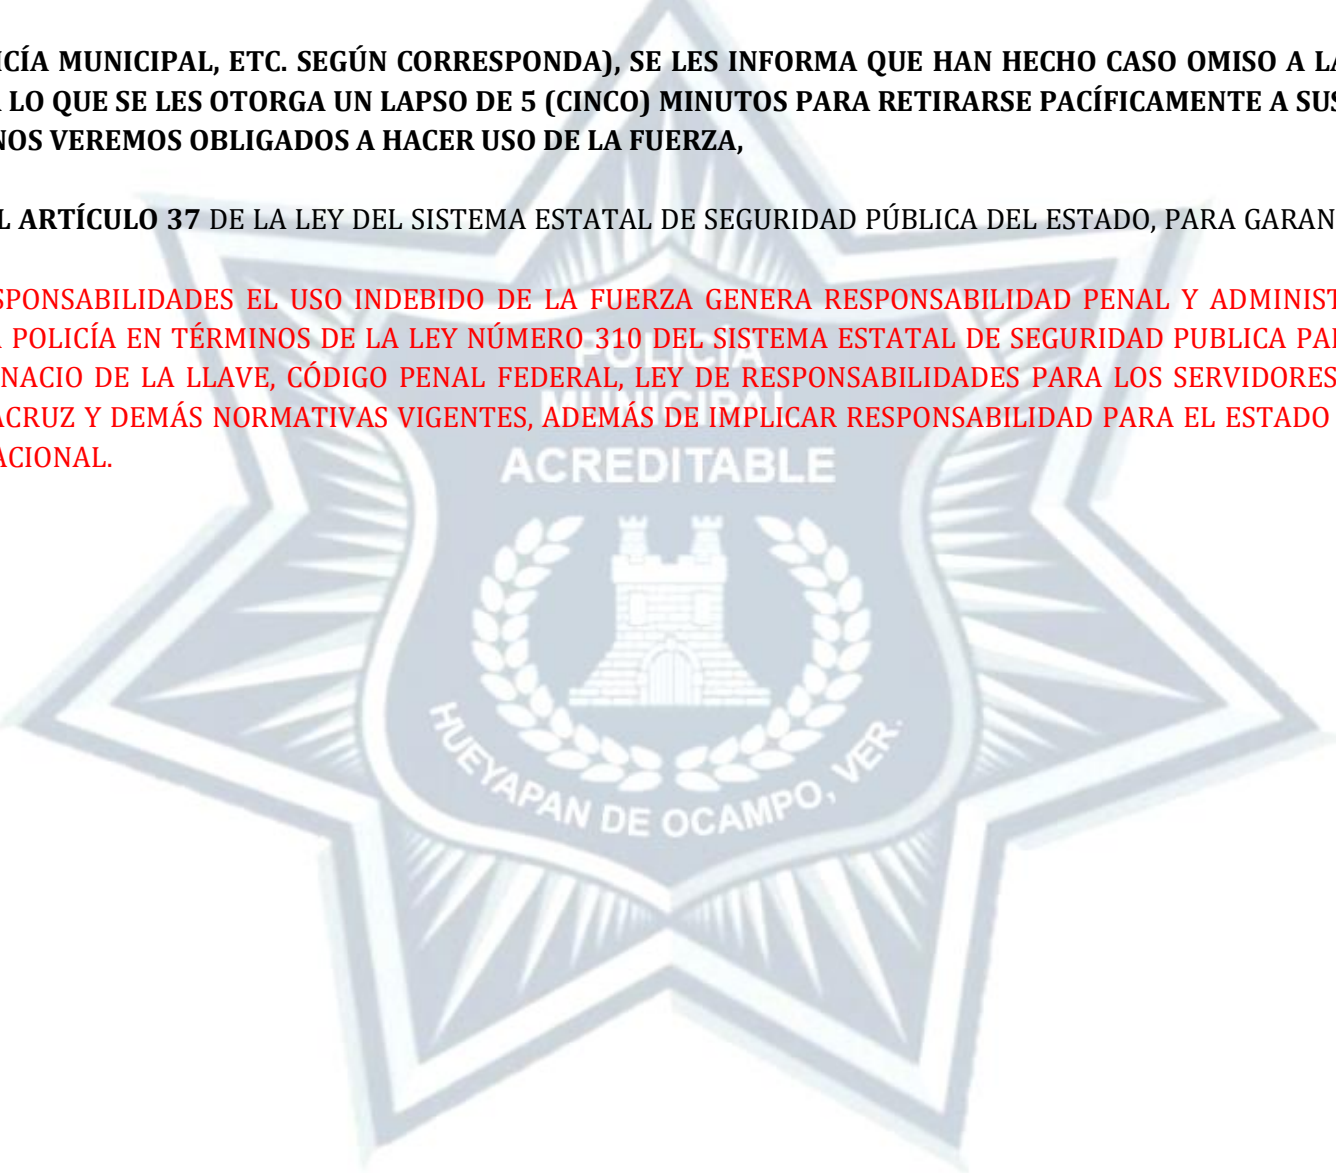 ICÍA MUNICIPAL, ETC. SEGÚN CORRESPONDA), SE LES INFORMA QUE HAN HECHO CASO OMISO A LA
LO QUE SE LES OTORGA UN LAPSO DE 5 (CINCO) MINUTOS PARA RETIRARSE PACÍFICAMENTE A SUS
NOS VEREMOS OBLIGADOS A HACER USO DE LA FUERZA,
L ARTÍCULO 37 DE LA LEY DEL SISTEMA ESTATAL DE SEGURIDAD PÚBLICA DEL ESTADO, PARA GARAN
SPONSABILIDADES EL USO INDEBIDO DE LA FUERZA GENERA RESPONSABILIDAD PENAL Y ADMINIST
POLICÍA EN TÉRMINOS DE LA LEY NÚMERO 310 DEL SISTEMA ESTATAL DE SEGURIDAD PUBLICA PA
NACIO DE LA LLAVE, CÓDIGO PENAL FEDERAL, LEY DE RESPONSABILIDADES PARA LOS SERVIDORES
ACRUZ Y DEMÁS NORMATIVAS VIGENTES, ADEMÁS DE IMPLICAR RESPONSABILIDAD PARA EL ESTADO
ACIONAL.
POLICÍA
MUNICIPAL
ACREDITABLE
HUEYAPAN DE OCAMPO, VER.